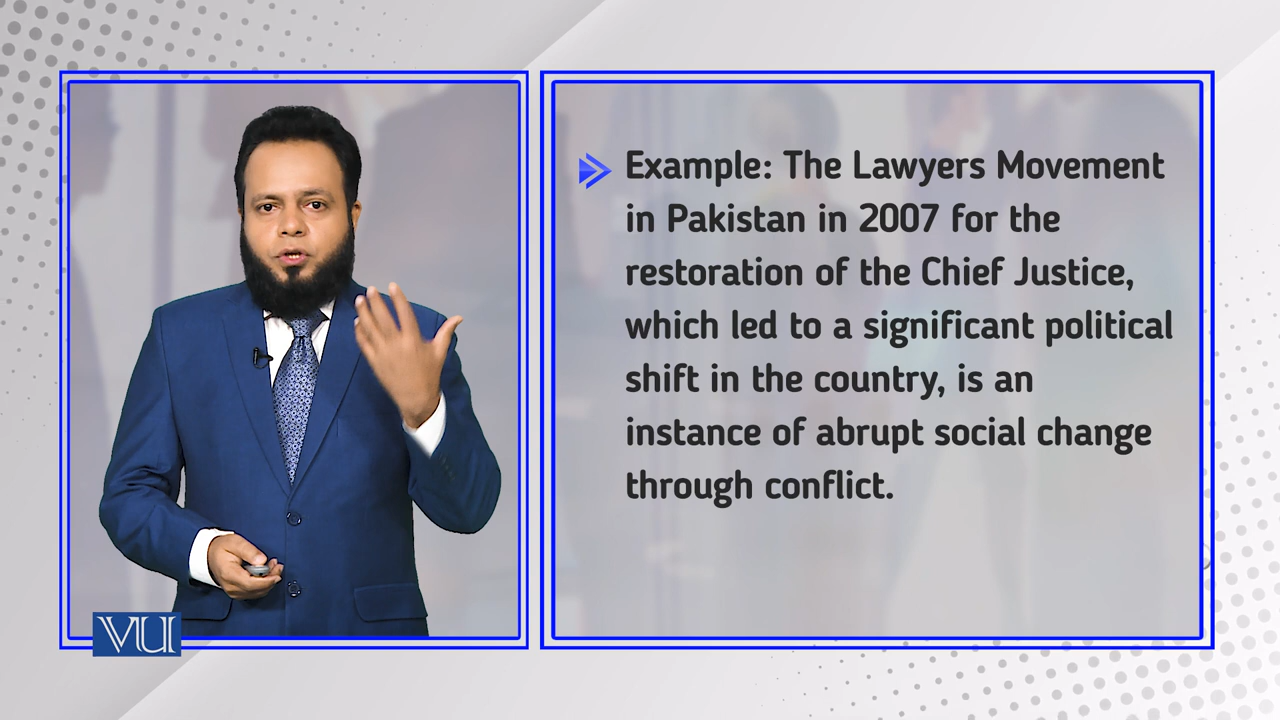 Example: The Lawyers Movement
in Pakistan in 2007 for the
restoration of the Chief Justice,
which led to a significant political
shift in the country, is an
instance of abrupt social change
through conflict.
VU